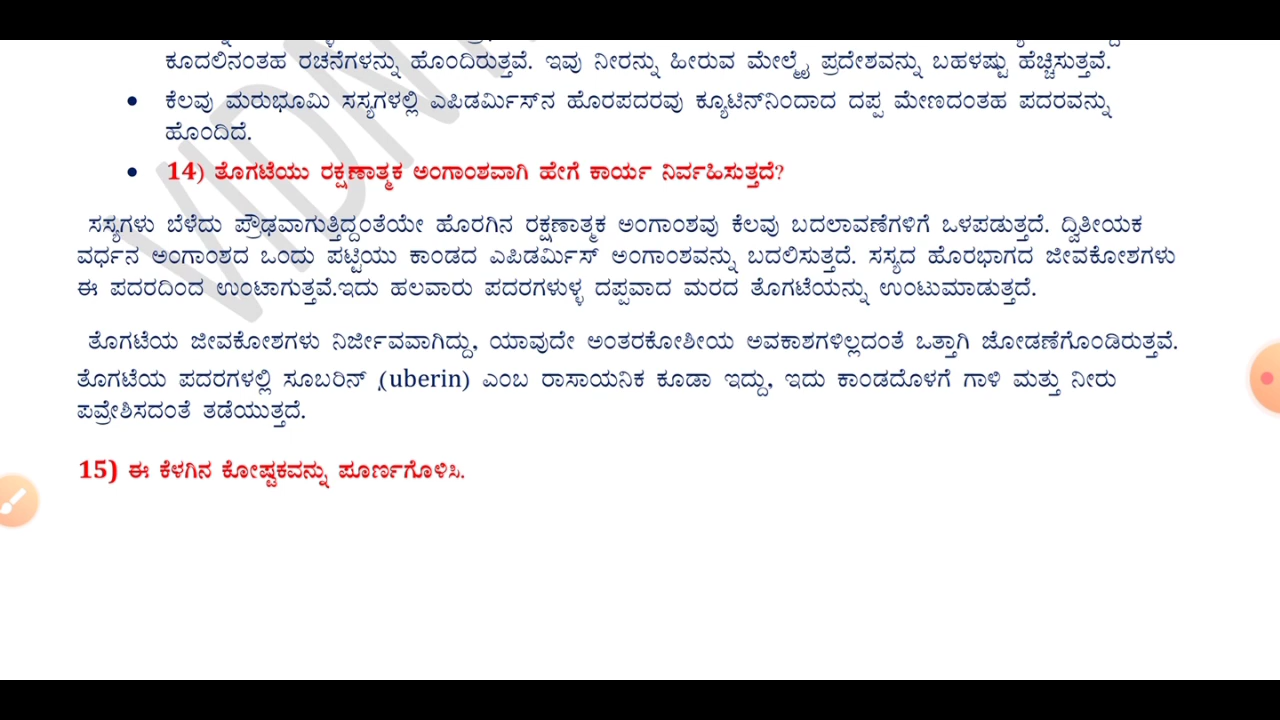 ಕೂದಲಿನಂತಹ ರಚನೆಗಳನ್ನು ಹೊಂದಿರುತ್ತವೆ. ಇವು ನೀರನ್ನು ಹೀರುವ ಮೇಲ್ಮೈ ಪ್ರದೇಶವನ್ನು ಬಹಳಷ್ಟು ಹೆಚ್ಚಿಸುತ್ತವೆ.
• ಕೆಲವು ಮರುಭೂಮಿ ಸಸ್ಯಗಳಲ್ಲಿ ಎಪಿಡರ್ಮಿಸ್‌ನ ಹೊರಪದರವು ಕ್ಯೂಟಿನ್‌ನಿಂದಾದ ದಪ್ಪ ಮೇಣದಂತಹ ಪದರವನ್ನು
ಹೊಂದಿದೆ.
• 14) ತೊಗಟೆಯು ರಕ್ಷಣಾತ್ಮಕ ಅಂಗಾಂಶವಾಗಿ ಹೇಗೆ ಕಾರ್ಯ ನಿರ್ವಹಿಸುತ್ತದೆ?
ಸಸ್ಯಗಳು ಬೆಳೆದು ಪ್ರೌಢವಾಗುತ್ತಿದ್ದಂತೆಯೇ ಹೊರಗಿನ ರಕ್ಷಣಾತ್ಮಕ ಅಂಗಾಂಶವು ಕೆಲವು ಬದಲಾವಣೆಗಳಿಗೆ ಒಳಪಡುತ್ತದೆ. ದ್ವಿತೀಯಕ
ವರ್ಧನ ಅಂಗಾಂಶದ ಒಂದು ಪಟ್ಟಿಯು ಕಾಂಡದ ಎಪಿಡರ್ಮಿಸ್ ಅಂಗಾಂಶವನ್ನು ಬದಲಿಸುತ್ತದೆ. ಸಸ್ಯದ ಹೊರಭಾಗದ ಜೀವಕೋಶಗಳು
ಈ ಪದರದಿಂದ ಉಂಟಾಗುತ್ತವೆ.ಇದು ಹಲವಾರು ಪದರಗಳುಳ್ಳ ದಪ್ಪವಾದ ಮರದ ತೊಗಟೆಯನ್ನು ಉಂಟುಮಾಡುತ್ತದೆ.
ತೊಗಟೆಯ ಜೀವಕೋಶಗಳು ನಿರ್ಜೀವವಾಗಿದ್ದು, ಯಾವುದೇ ಅಂತರಕೋಶೀಯ ಅವಕಾಶಗಳಿಲ್ಲದಂತೆ ಒತ್ತಾಗಿ ಜೋಡಣೆಗೊಂಡಿರುತ್ತವೆ.
ತೊಗಟೆಯ ಪದರಗಳಲ್ಲಿ ಸೂಬರಿನ್ (uberin) ಎಂಬ ರಾಸಾಯನಿಕ ಕೂಡಾ ಇದ್ದು, ಇದು ಕಾಂಡದೊಳಗೆ ಗಾಳಿ ಮತ್ತು ನೀರು
ಪವ್ರೇಶಿಸದಂತೆ ತಡೆಯುತ್ತದೆ.
15) ಈ ಕೆಳಗಿನ ಕೋಷ್ಟಕವನ್ನು ಪೂರ್ಣಗೊಳಿಸಿ.